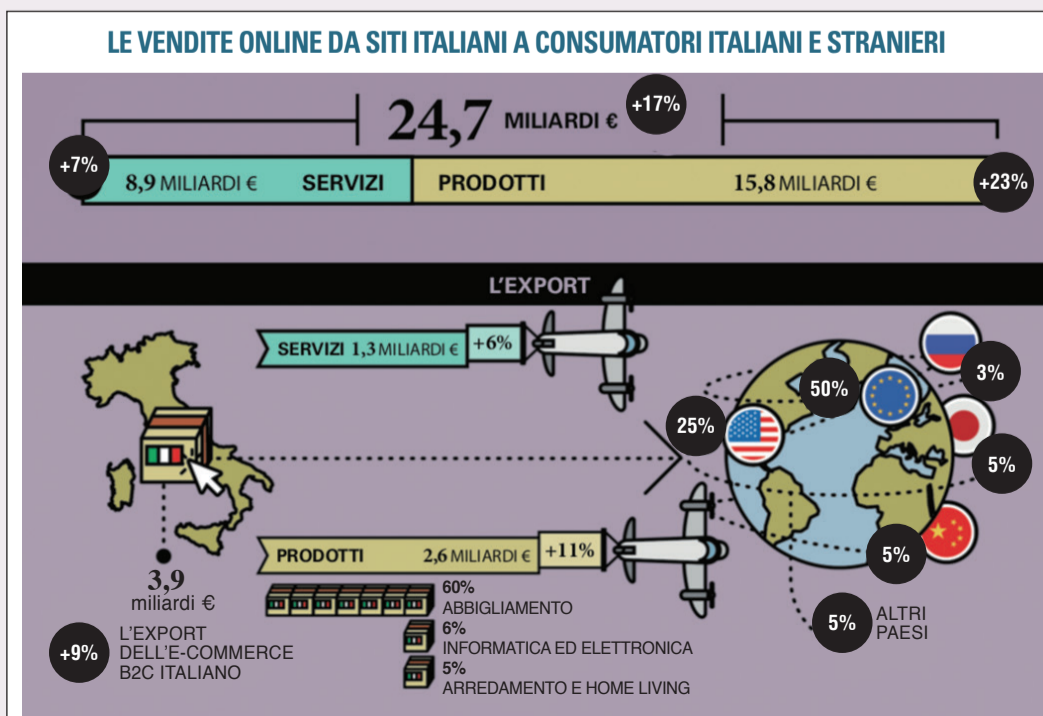 LE VENDITE ONLINE DA SITI ITALIANI A CONSUMATORI ITALIANI E STRANIERI
24,7 MILIARDI € +17%
+7% 8,9 MILIARDI € SERVIZI PRODOTTI 15,8 MILIARDI € +23%
L'EXPORT
SERVIZI 1,3 MILIARDI € +6%
50%
3%
25%
5%
5%
5% ALTRI
PAESI
PRODOTTI 2,6 MILIARDI € +11%
60%
ABBIGLIAMENTO
6%
INFORMATICA ED ELETTRONICA
5%
ARREDAMENTO E HOME LIVING
3,9
miliardi €
+9%
L'EXPORT
DELL'E-COMMERCE
B2C ITALIANO